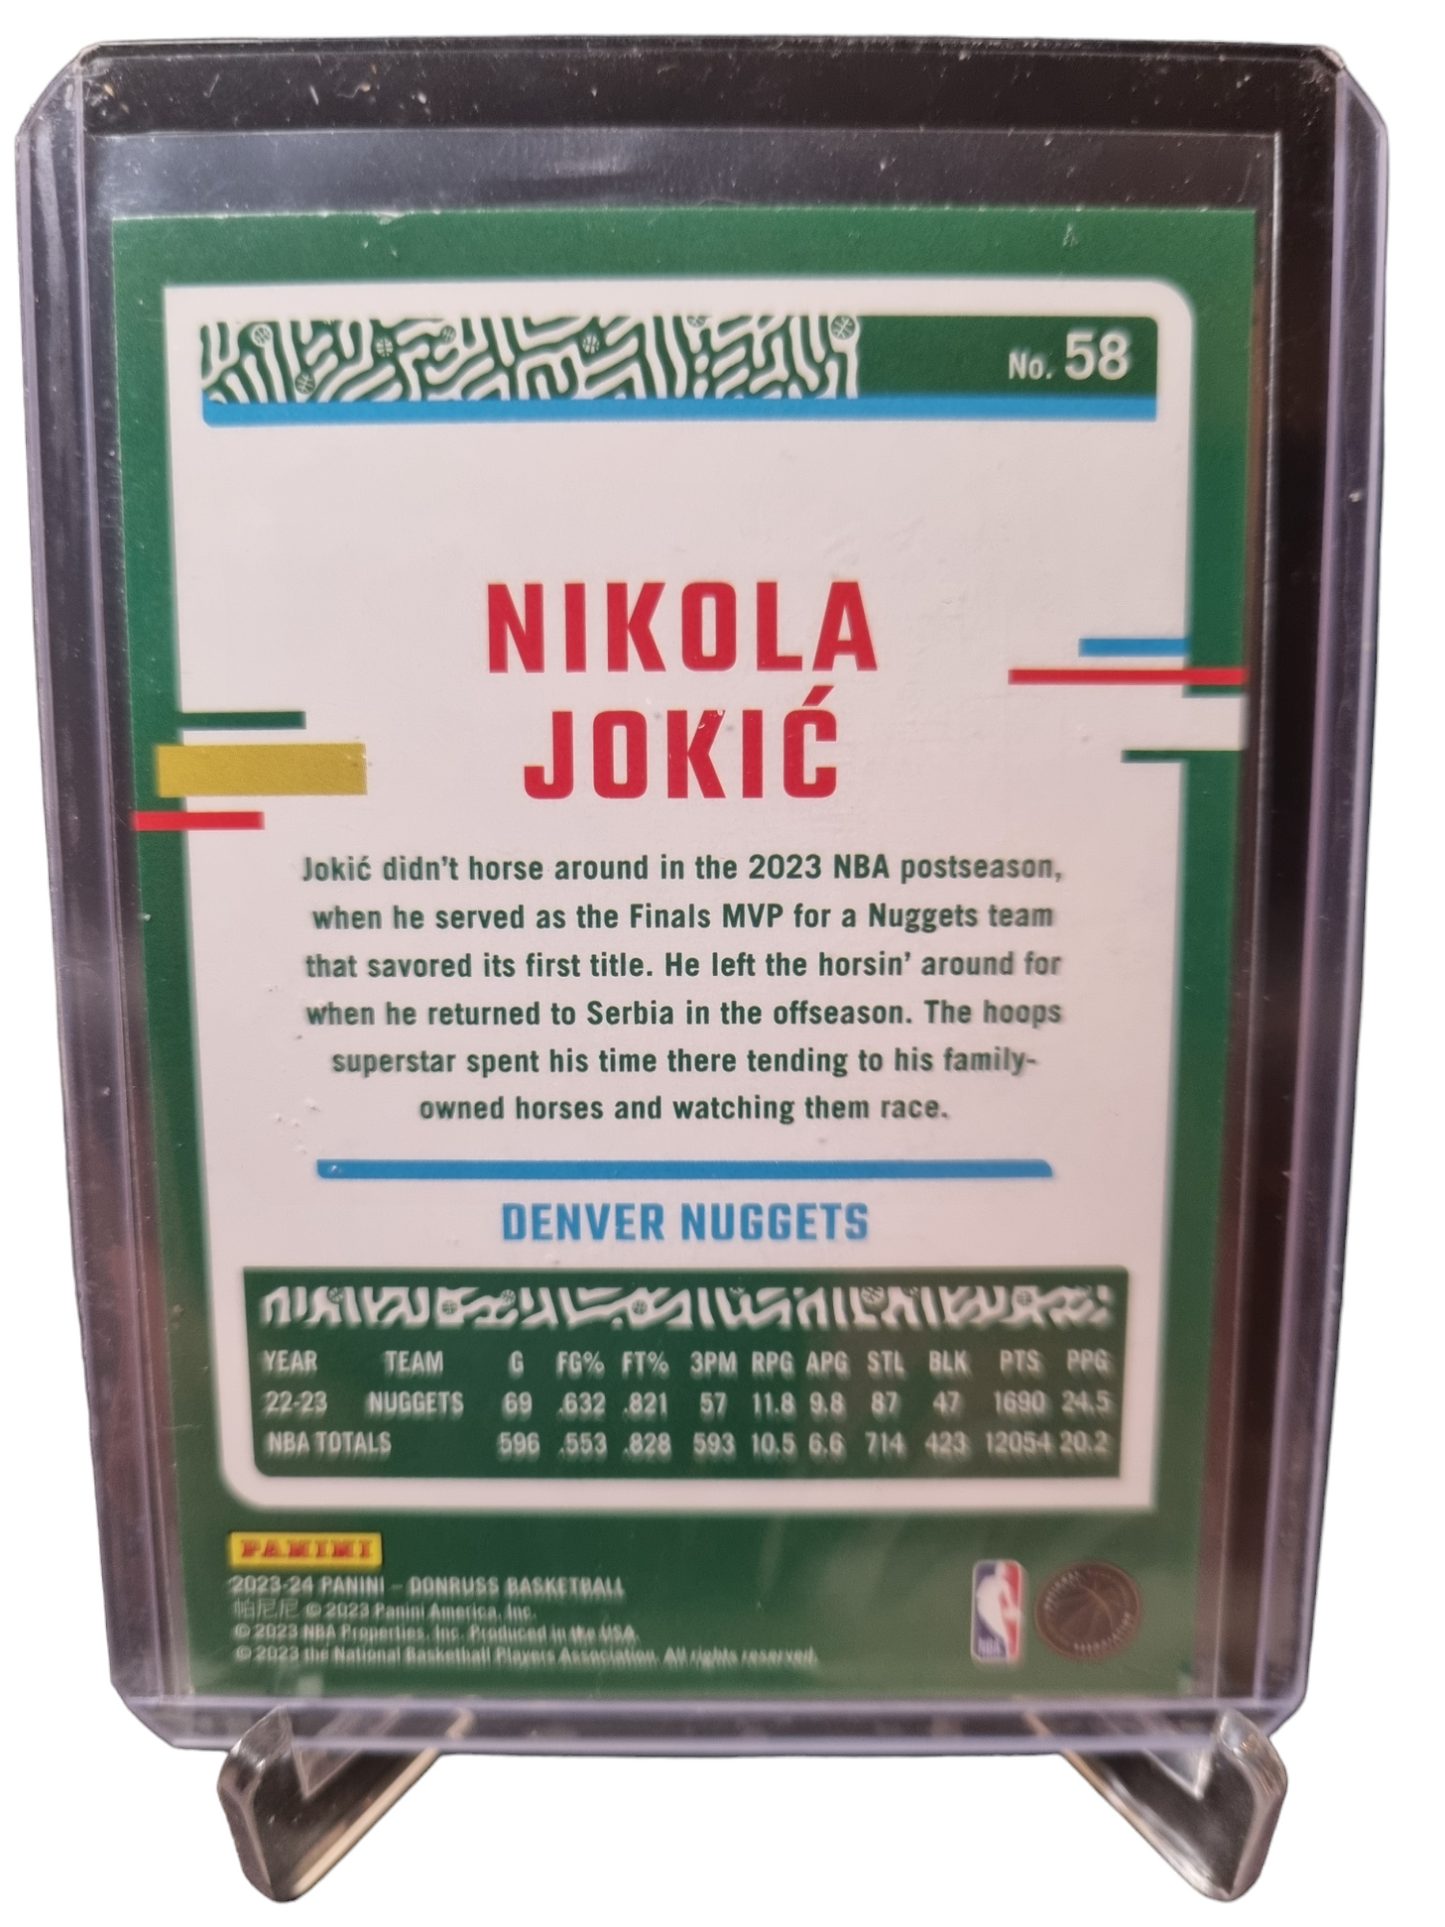 No. 58
NIKOLA
JOKIĆ
Jokić didn't horse around in the 2023 NBA postseason,
when he served as the Finals MVP for a Nuggets team
that savored its first title. He left the horsin' around for
when he returned to Serbia in the offseason. The hoops
superstar spent his time there tending to his family-
owned horses and watching them race.
DENVER NUGGETS
YEAR TEAM G FG% FT% 3PM RPG APG STL BLK PTS PPG
22-23 NUGGETS 69 .632 .821 57 11.8 9.8 87 47 1690 24.5
NBA TOTALS 596 .553 .828 593 10.5 6.6 714 423 12054 20.2
PANINI
2023-24 PANINI – DONRUSS BASKETBALL
帕尼尼 © 2023 Panini America, Inc.
© 2023 NBA Properties, Inc. Produced in the USA.
© 2023 the National Basketball Players Association. All rights reserved.
NBA